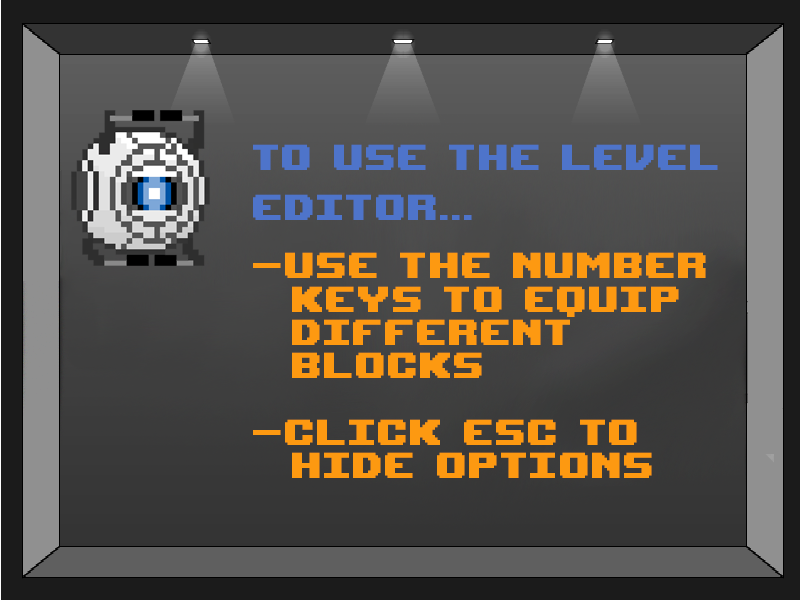 TO USE THE LEVEL
EDITOR...
-USE THE NUMBER
KEYS TO EQUIP
DIFFERENT
BLOCKS
-CLICK ESC TO
HIDE OPTIONS